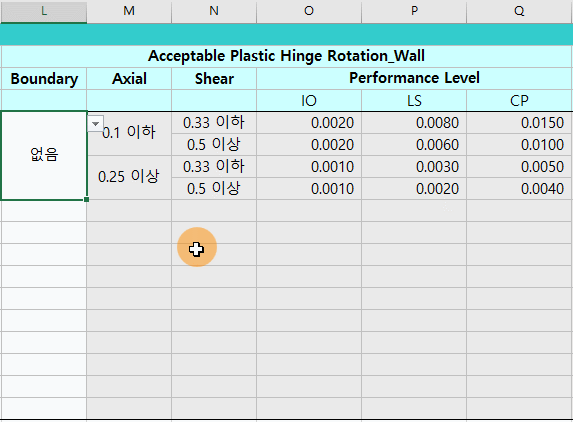 L M N O P Q
Acceptable Plastic Hinge Rotation_Wall
Boundary Axial Shear Performance Level
IO LS CP
없음 0.1 이하 0.33 이하 0.0020 0.0080 0.0150
0.5 이상 0.0020 0.0060 0.0100
0.25 이상 0.33 이하 0.0010 0.0030 0.0050
0.5 이상 0.0010 0.0020 0.0040